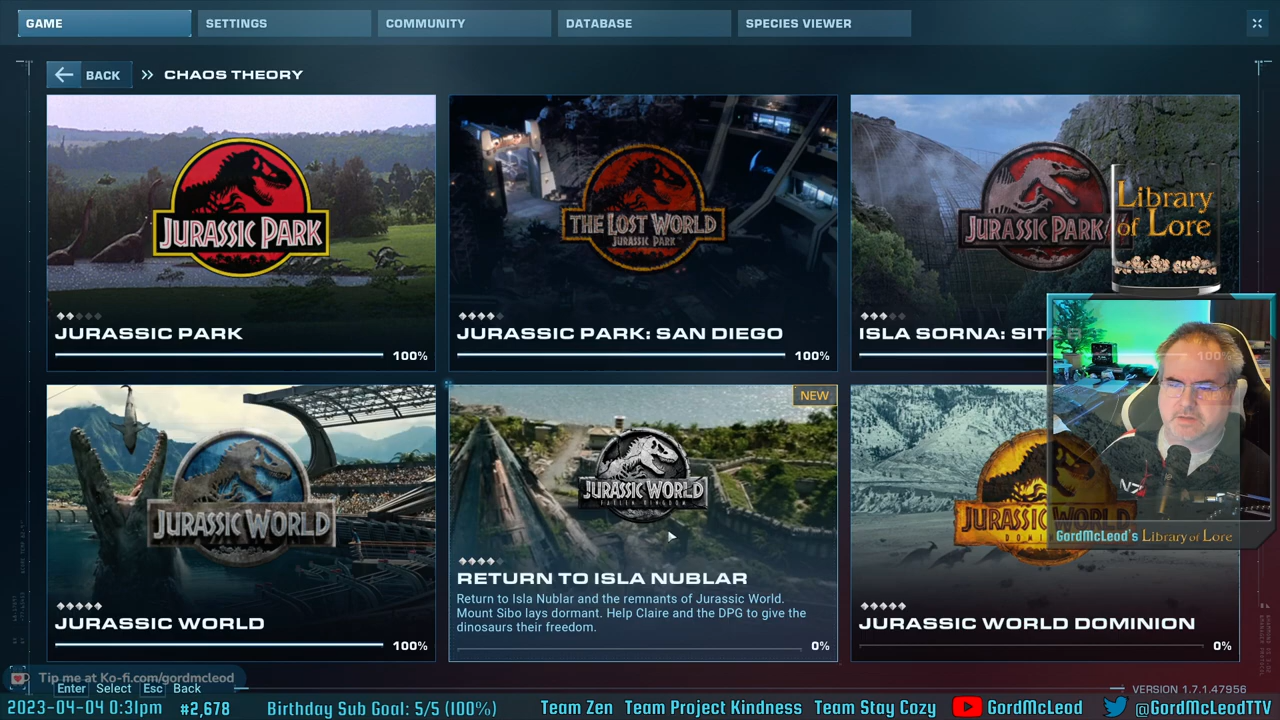 GAME
SETTINGS
COMMUNITY
DATABASE
SPECIES VIEWER
BACK
CHAOS THEORY
JURASSIC PARK
JURASSIC PARK
100%
THE LOST WORLD
JURASSIC PARK
JURASSIC PARK: SAN DIEGO
100%
JURASSIC PARK
ISLA SORNA: SITE B
100%
Library
of Lore
JURASSIC WORLD
JURASSIC WORLD
100%
NEW
JURASSIC WORLD
FALLEN KINGDOM
RETURN TO ISLA NUBLAR
Return to Isla Nublar and the remnants of Jurassic World.
Mount Sibo lays dormant. Help Claire and the DPG to give the
dinosaurs their freedom.
0%
JURASSIC WORLD
JURASSIC WORLD DOMINION
0%
N7
GordMcLeod's Library of Lore
Tip me at Ko-fi.com/gordmcleod
Enter Select Esc Back
VERSION 1.7.1.47956
2023-04-04 0:31pm #2,678 Birthday Sub Goal: 5/5 (100%) Team Zen Team Project Kindness Team Stay Cozy GordMcLeod @GordMcLeodTTV